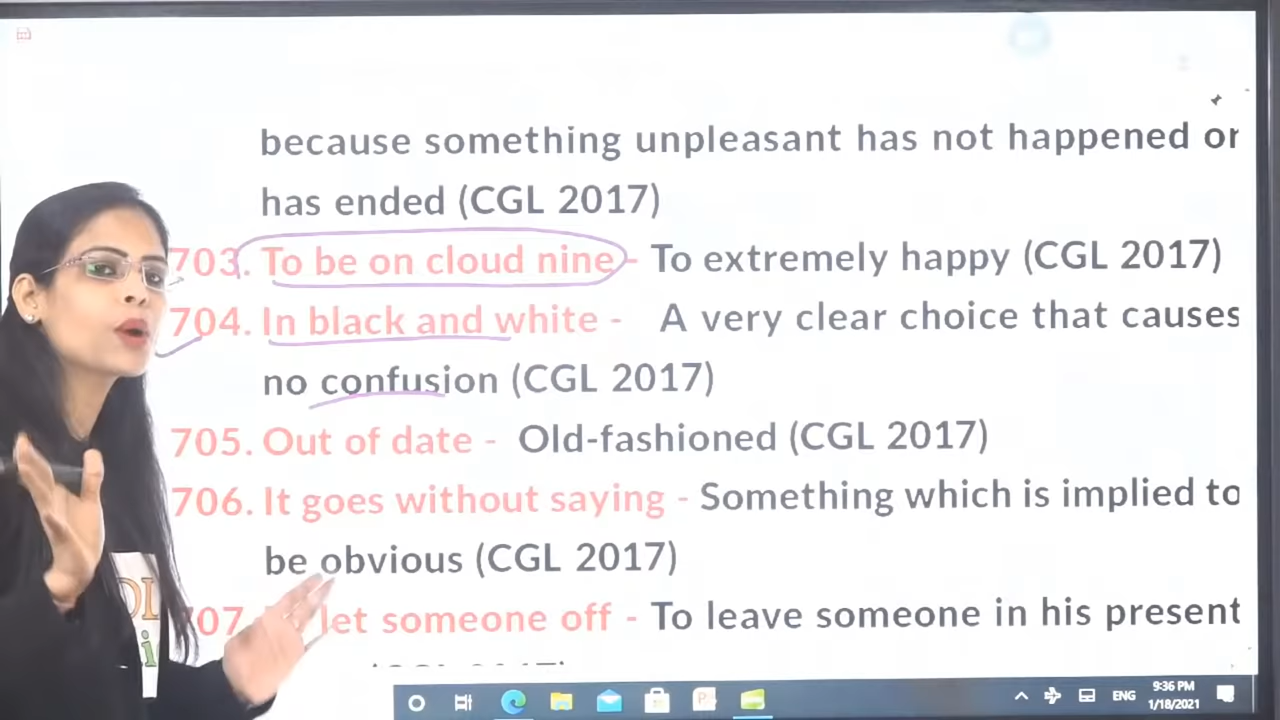 because something unpleasant has not happened or
has ended (CGL 2017)
703. To be on cloud nine - To extremely happy (CGL 2017)
704. In black and white - A very clear choice that causes
no confusion (CGL 2017)
705. Out of date - Old-fashioned (CGL 2017)
706. It goes without saying - Something which is implied to
be obvious (CGL 2017)
707. let someone off - To leave someone in his present
ENG
9:36 PM
1/18/2021